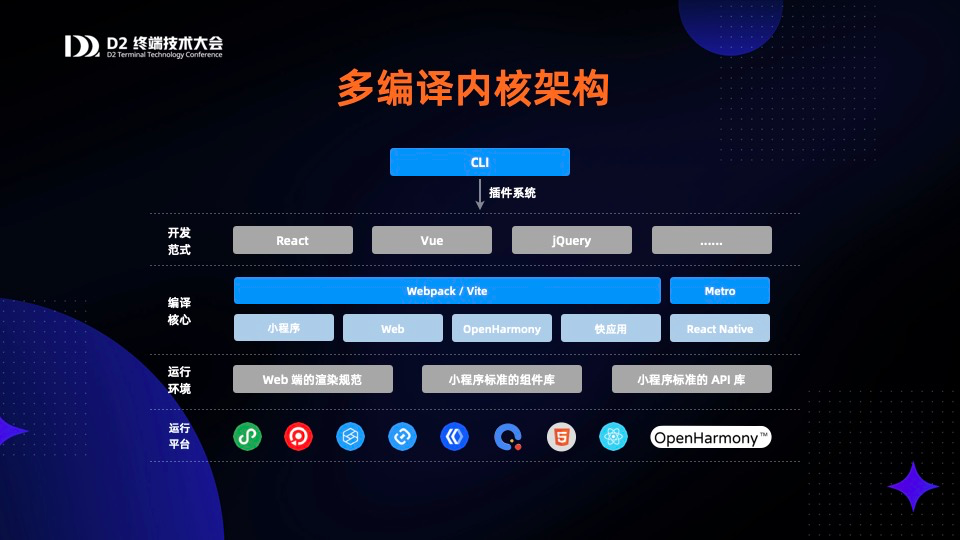 D2 终端技术大会
D2 Terminal Technology Conference
多编译内核架构
CLI
插件系统
开发
范式
React
Vue
jQuery
......
编译
核心
Webpack / Vite
Metro
小程序
Web
OpenHarmony
快应用
React Native
运行
环境
Web 端的渲染规范
小程序标准的组件库
小程序标准的 API 库
运行
平台
5
OpenHarmony™